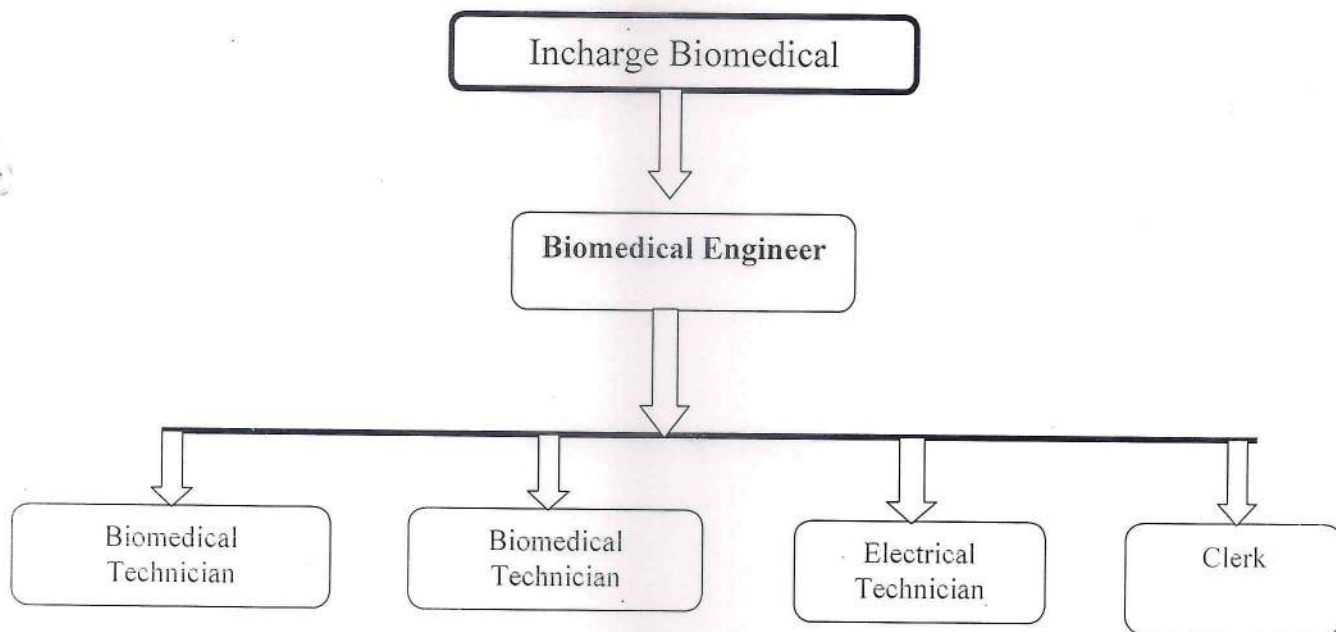 Incharge Biomedical
Biomedical Engineer
Biomedical
Technician
Biomedical
Technician
Electrical
Technician
Clerk